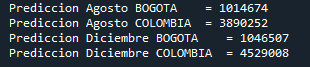 Prediccion Agosto BOGOTA    = 1014674
Prediccion Agosto COLOMBIA  = 3890252
Prediccion Diciembre BOGOTA    = 1046507
Prediccion Diciembre COLOMBIA  = 4529008